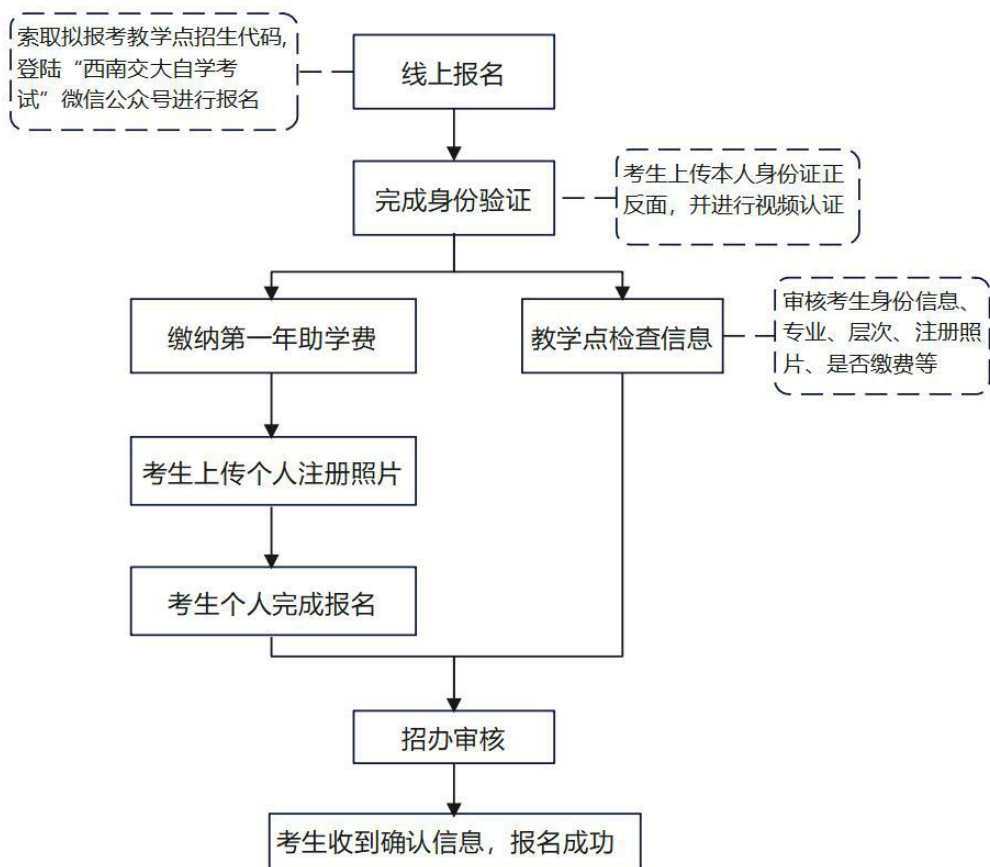 索取拟报考教学点招生代码,
登陆“西南交大自学考
试”微信公众号进行报名
线上报名
完成身份验证
考生上传本人身份证正
反面，并进行视频认证
缴纳第一年助学费
教学点检查信息
审核考生身份信息、
专业、层次、注册照
片、是否缴费等
考生上传个人注册照片
考生个人完成报名
招办审核
考生收到确认信息，报名成功